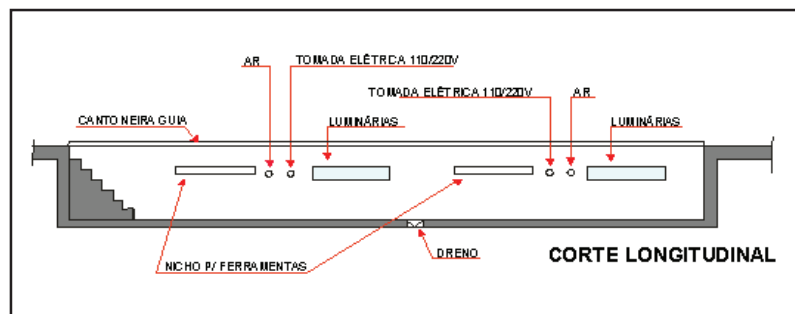 AR
TOMADA ELÉTRICA 110/220V
TOMADA ELÉTRICA 110/220V
AR
CANTONEIRA GUIA
LUMINÁRIAS
LUMINÁRIAS
NICHO P/ FERRAMENTAS
DRENO
CORTE LONGITUDINAL